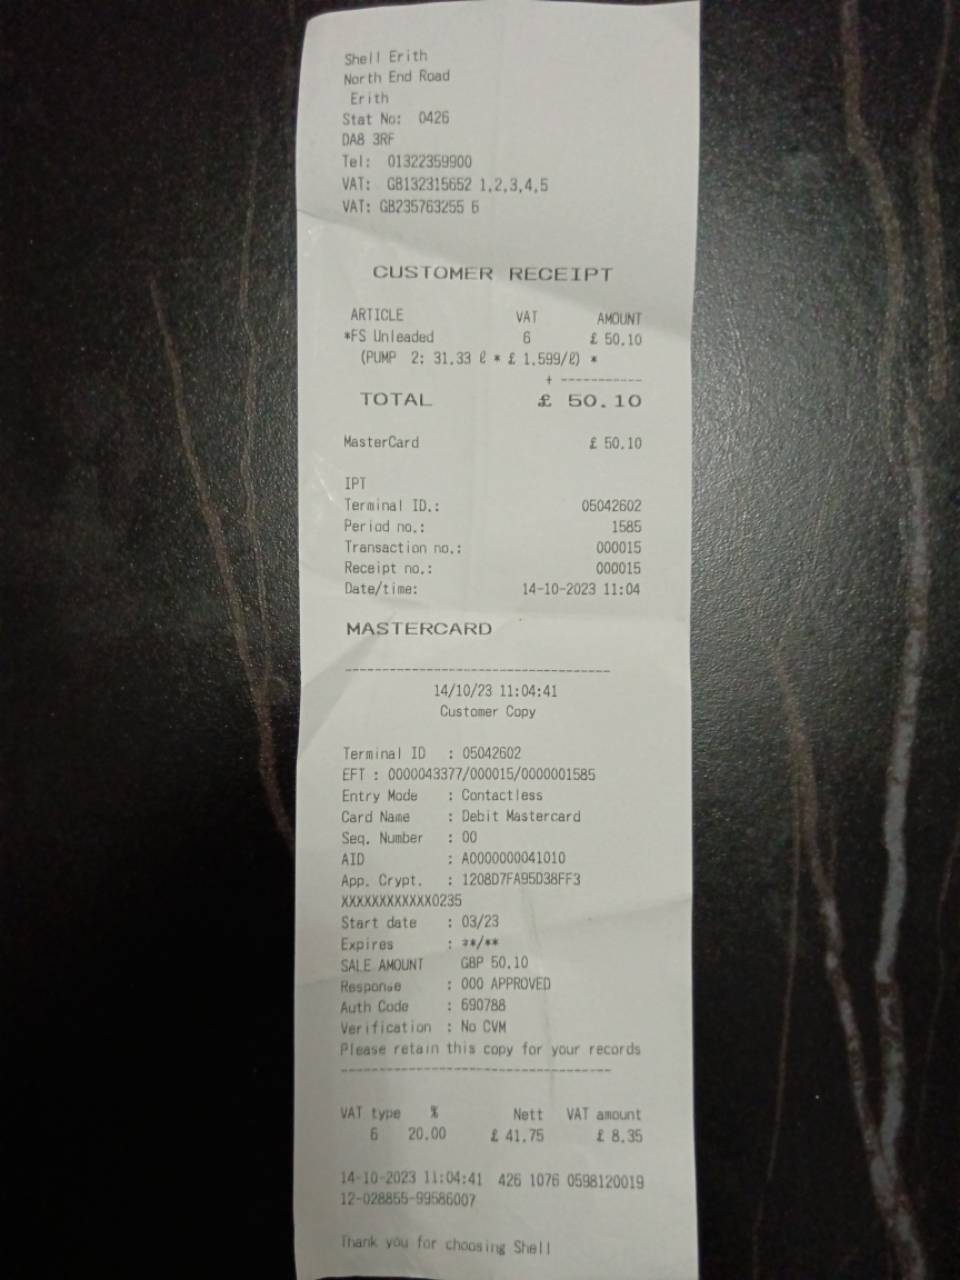 Shell Erith
North End Road
Erith
Stat No: 0426
DA8 3RF
Tel: 01322359900
VAT: GB132315652 1,2,3,4,5
VAT: GB235763255 6
CUSTOMER RECEIPT
ARTICLE VAT AMOUNT
*FS Unleaded 6 £ 50.10
(PUMP 2: 31.33 ℓ * £ 1.599/ℓ) *
+ -----------
TOTAL £ 50.10
MasterCard £ 50.10
IPT
Terminal ID.: 05042602
Period no.: 1585
Transaction no.: 000015
Receipt no.: 000015
Date/time: 14-10-2023 11:04
MASTERCARD
-----------------------------------
14/10/23 11:04:41
Customer Copy
Terminal ID : 05042602
EFT : 0000043377/000015/0000001585
Entry Mode : Contactless
Card Name : Debit Mastercard
Seq. Number : 00
AID : A0000000041010
App. Crypt. : 1208D7FA95D38FF3
XXXXXXXXXXXX0235
Start date : 03/23
Expires : **/**
SALE AMOUNT GBP 50.10
Response : 000 APPROVED
Auth Code : 690788
Verification : No CVM
Please retain this copy for your records
------------------------------------
VAT type % Nett VAT amount
6 20.00 £ 41.75 £ 8.35
14-10-2023 11:04:41 426 1076 0598120019
12-028855-99586007
Thank you for choosing Shell